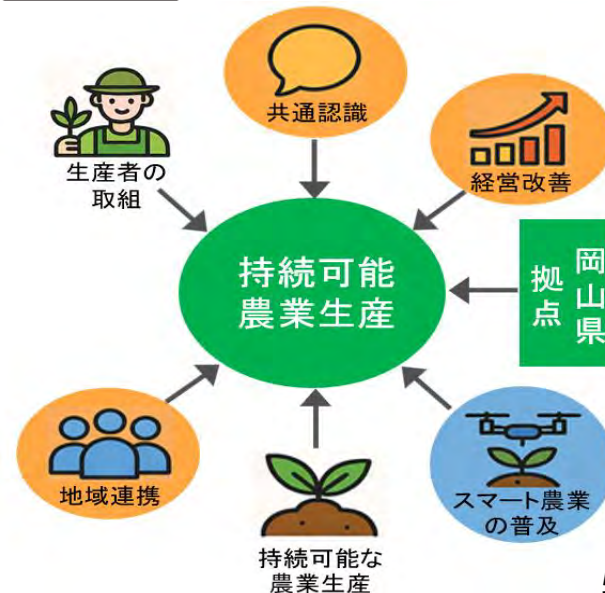 共通認識
生産者の
取組
経営改善
持続可能
農業生産
岡山県
拠点
地域連携
スマート農業
の普及
持続可能な
農業生産